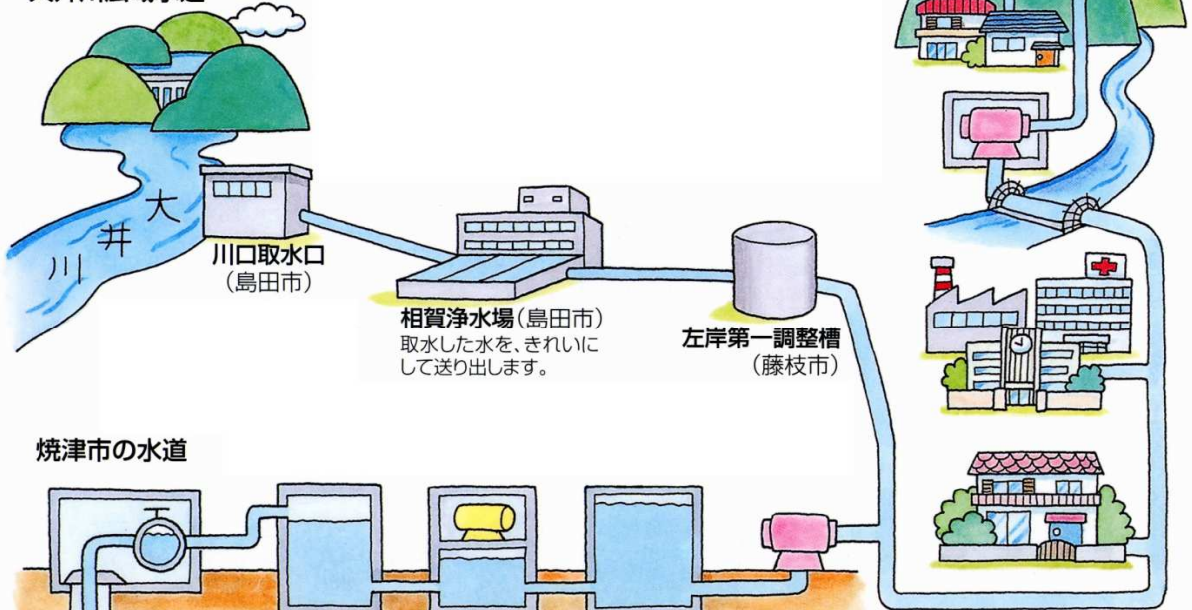 大井川
川口取水口
（島田市）
相賀浄水場（島田市）
取水した水を、きれいに
して送り出します。
左岸第一調整槽
（藤枝市）
焼津市の水道